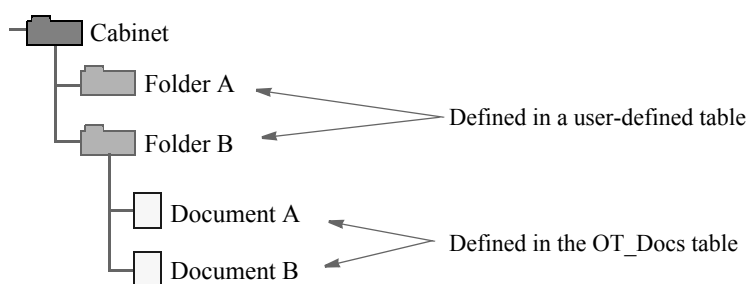 Cabinet
Folder A
Defined in a user-defined table
Folder B
Document A
Defined in the OT_Docs table
Document B